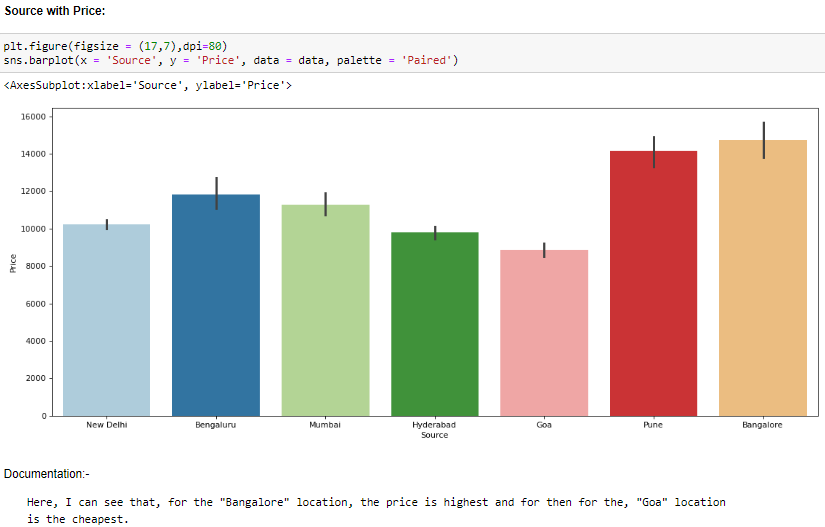 Source with Price:
plt.figure(figsize = (17,7),dpi=80)
sns.barplot(x = 'Source', y = 'Price', data = data, palette = 'Paired')
<AxesSubplot:xlabel='Source', ylabel='Price'>
16000
14000
12000
10000
8000
6000
4000
2000
0
Price
New Delhi Bengaluru Mumbai Hyderabad Goa Pune Bangalore
Source
Documentation:-
Here, I can see that, for the "Bangalore" location, the price is highest and for then for the, "Goa" location
is the cheapest.